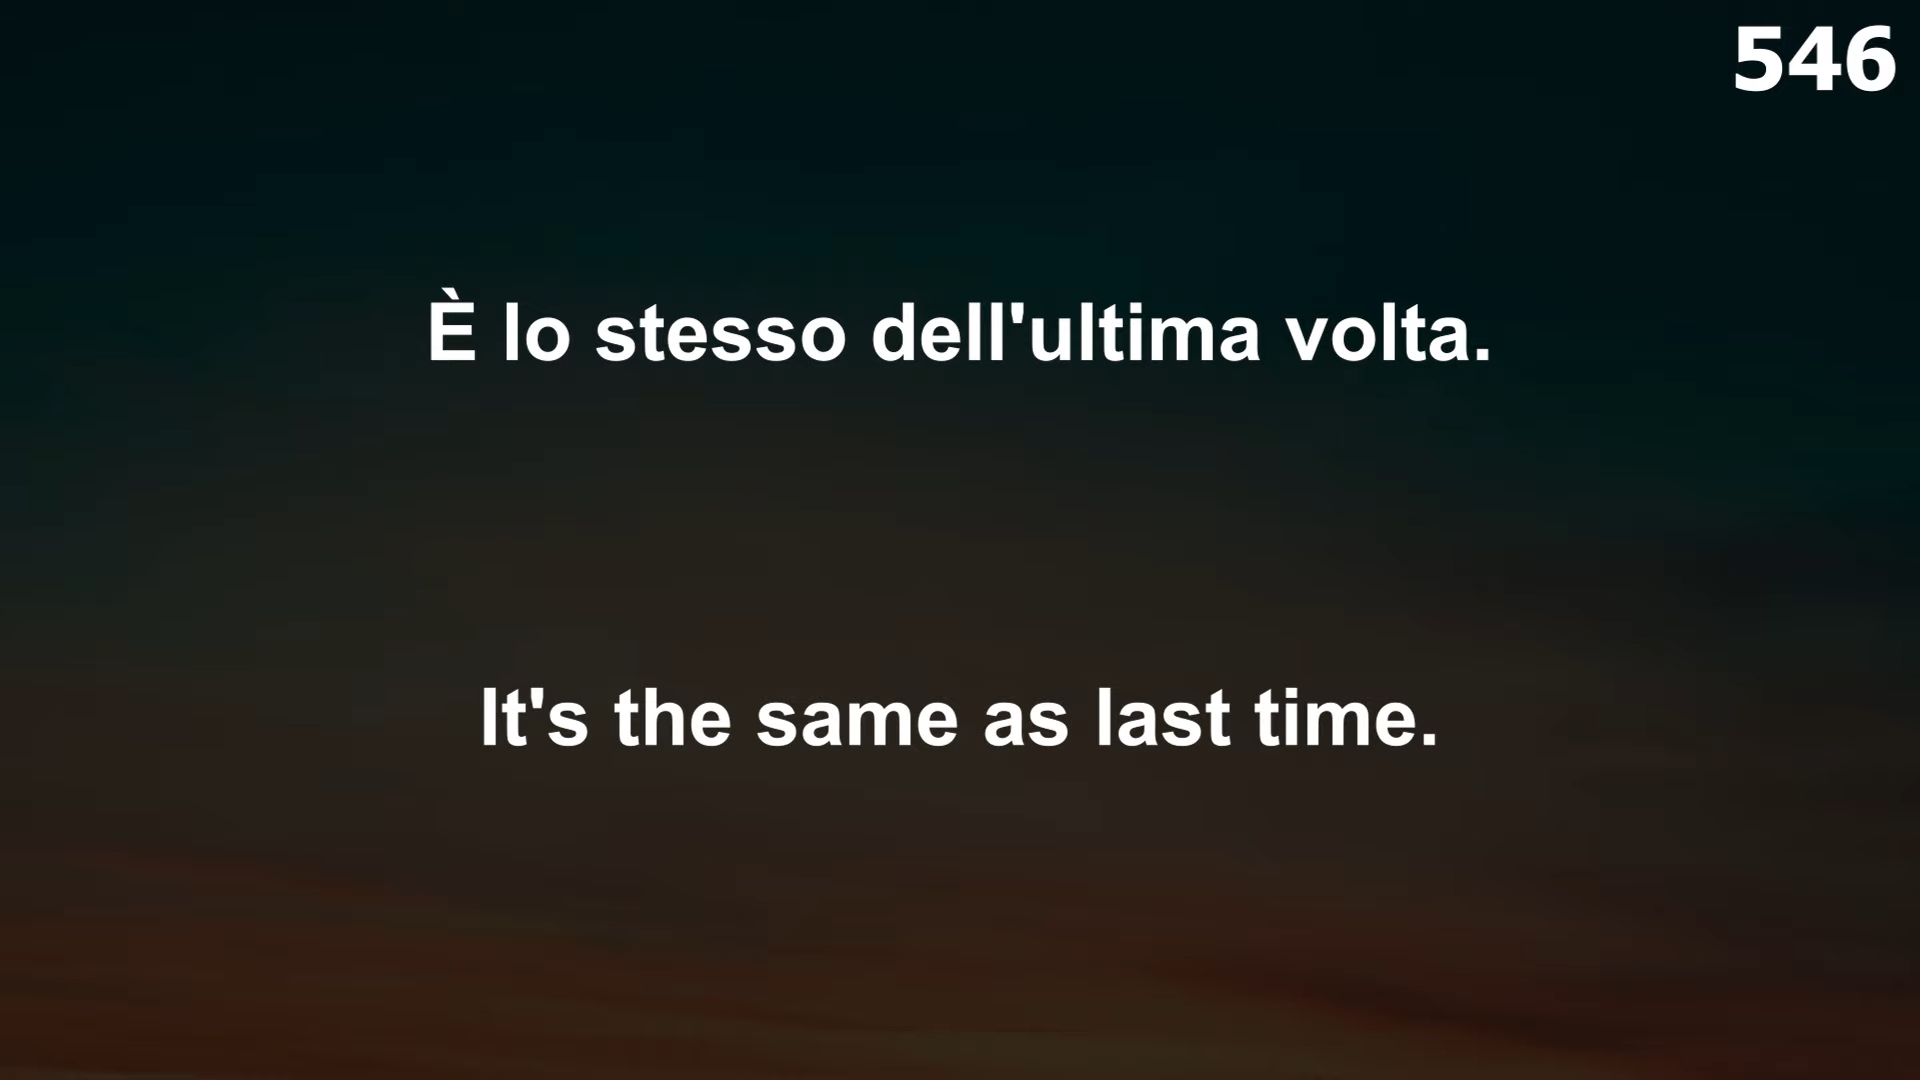 546
È lo stesso dell'ultima volta.
It's the same as last time.